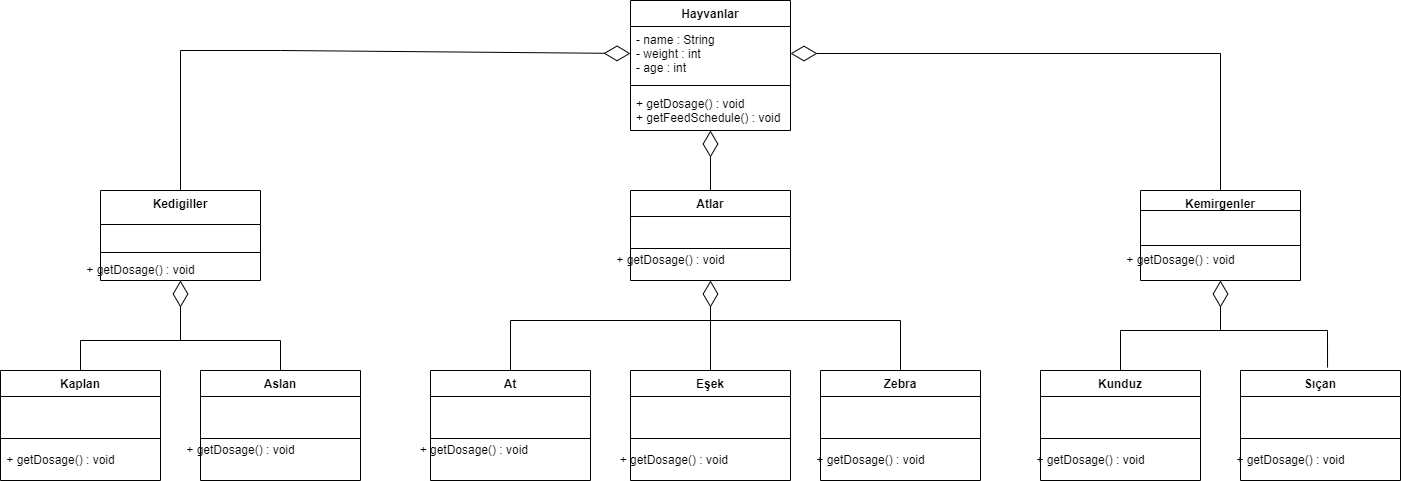 Hayvanlar
- name : String
- weight : int
- age : int
+ getDosage() : void
+ getFeedSchedule() : void
Kedigiller
+ getDosage() : void
Atlar
+ getDosage() : void
Kemirgenler
+ getDosage() : void
Kaplan
+ getDosage() : void
Aslan
+ getDosage() : void
At
+ getDosage() : void
Eşek
+ getDosage() : void
Zebra
+ getDosage() : void
Kunduz
+ getDosage() : void
Sıçan
+ getDosage() : void